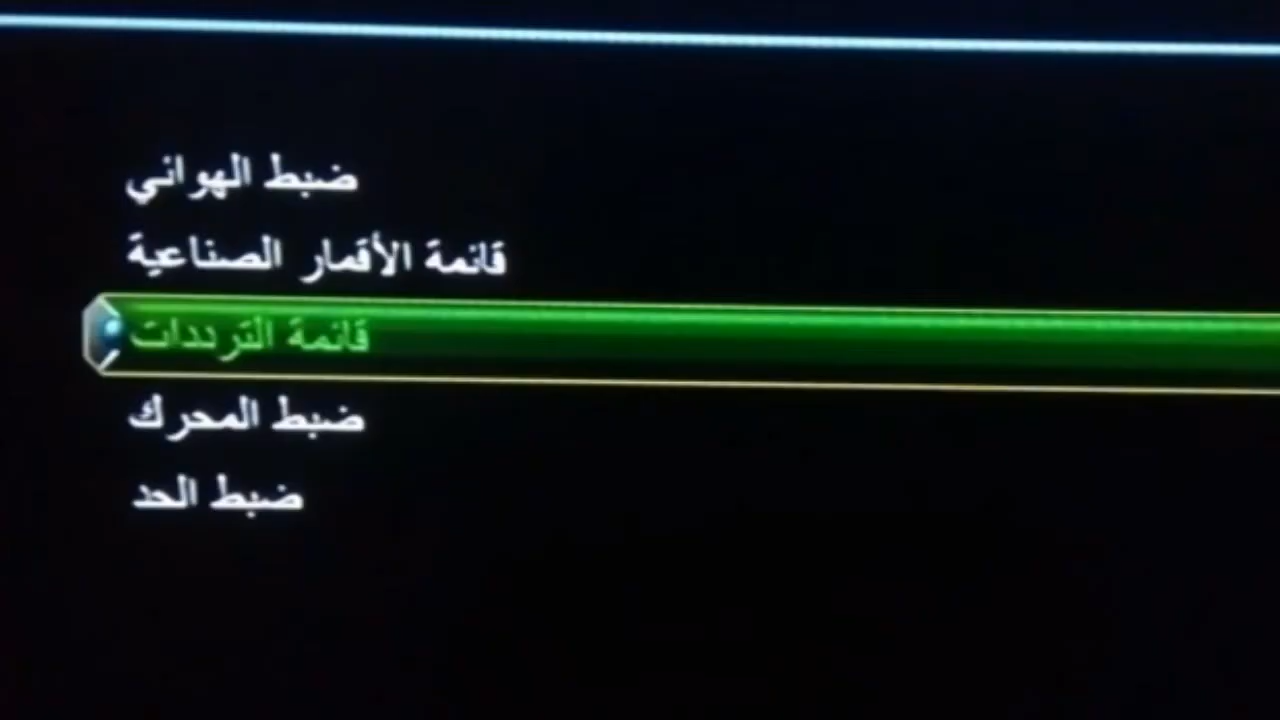 ضبط الهوائي
قائمة الأقمار الصناعية
قائمة الترددات
ضبط المحرك
ضبط الحد